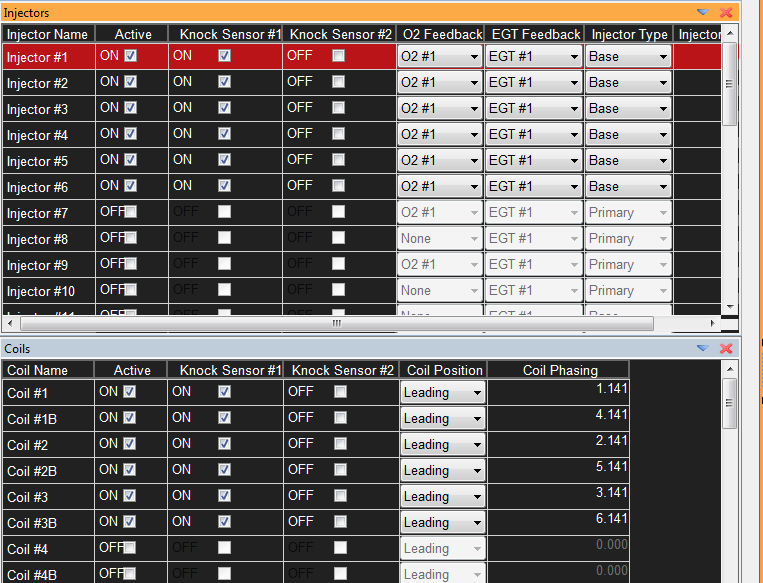 Injectors
Injector Name Active Knock Sensor #1 Knock Sensor #2 O2 Feedback EGT Feedback Injector Type Injector
Injector #1 ON ON OFF O2 #1 EGT #1 Base
Injector #2 ON ON OFF O2 #1 EGT #1 Base
Injector #3 ON ON OFF O2 #1 EGT #1 Base
Injector #4 ON ON OFF O2 #1 EGT #1 Base
Injector #5 ON ON OFF O2 #1 EGT #1 Base
Injector #6 ON ON OFF O2 #1 EGT #1 Base
Injector #7 OFF OFF OFF O2 #1 EGT #1 Primary
Injector #8 OFF OFF OFF None EGT #1 Primary
Injector #9 OFF OFF OFF O2 #1 EGT #1 Primary
Injector #10 OFF OFF OFF None EGT #1 Primary
Coils
Coil Name Active Knock Sensor #1 Knock Sensor #2 Coil Position Coil Phasing
Coil #1 ON ON OFF Leading 1.141
Coil #1B ON ON OFF Leading 4.141
Coil #2 ON ON OFF Leading 2.141
Coil #2B ON ON OFF Leading 5.141
Coil #3 ON ON OFF Leading 3.141
Coil #3B ON ON OFF Leading 6.141
Coil #4 OFF OFF OFF Leading 0.000
Coil #4B OFF OFF OFF Leading 0.000